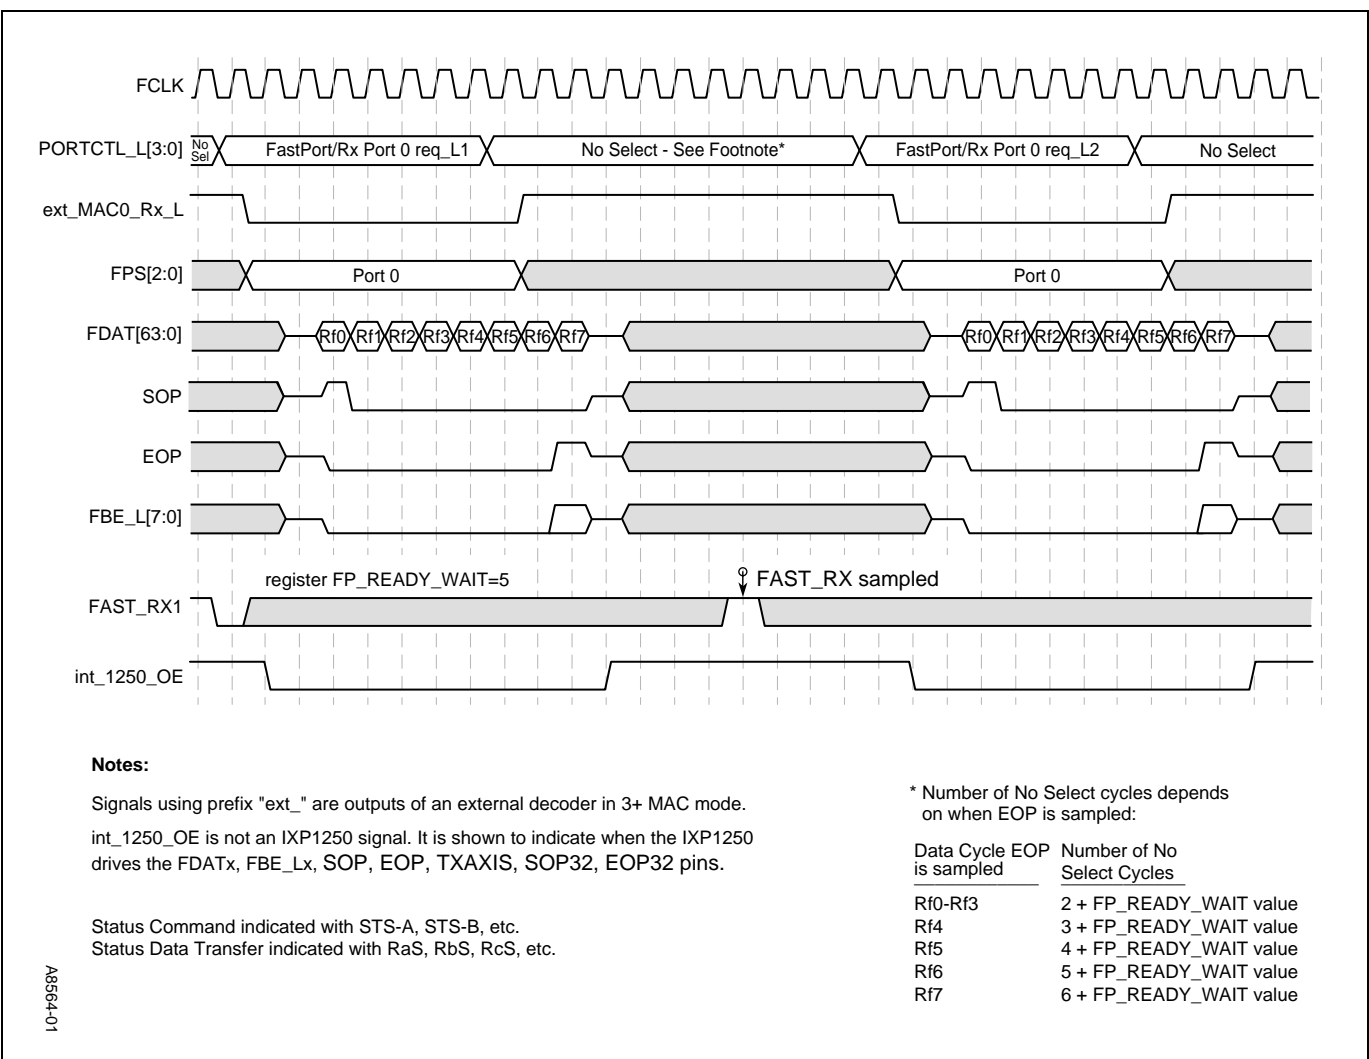 FCLK
PORTCTL_L[3:0] No Sel FastPort/Rx Port 0 req_L1 No Select - See Footnote* FastPort/Rx Port 0 req_L2 No Select
ext_MAC0_Rx_L
FPS[2:0] Port 0 Port 0
FDAT[63:0] Rf0 Rf1 Rf2 Rf3 Rf4 Rf5 Rf6 Rf7 Rf0 Rf1 Rf2 Rf3 Rf4 Rf5 Rf6 Rf7
SOP
EOP
FBE_L[7:0]
register FP_READY_WAIT=5 FAST_RX sampled
FAST_RX1
int_1250_OE
Notes:
Signals using prefix "ext_" are outputs of an external decoder in 3+ MAC mode.
int_1250_OE is not an IXP1250 signal. It is shown to indicate when the IXP1250
drives the FDATx, FBE_Lx, SOP, EOP, TXAXIS, SOP32, EOP32 pins.
Status Command indicated with STS-A, STS-B, etc.
Status Data Transfer indicated with RaS, RbS, RcS, etc.
* Number of No Select cycles depends
on when EOP is sampled:
Data Cycle EOP Number of No
is sampled Select Cycles
Rf0-Rf3 2 + FP_READY_WAIT value
Rf4 3 + FP_READY_WAIT value
Rf5 4 + FP_READY_WAIT value
Rf6 5 + FP_READY_WAIT value
Rf7 6 + FP_READY_WAIT value
A8564-01